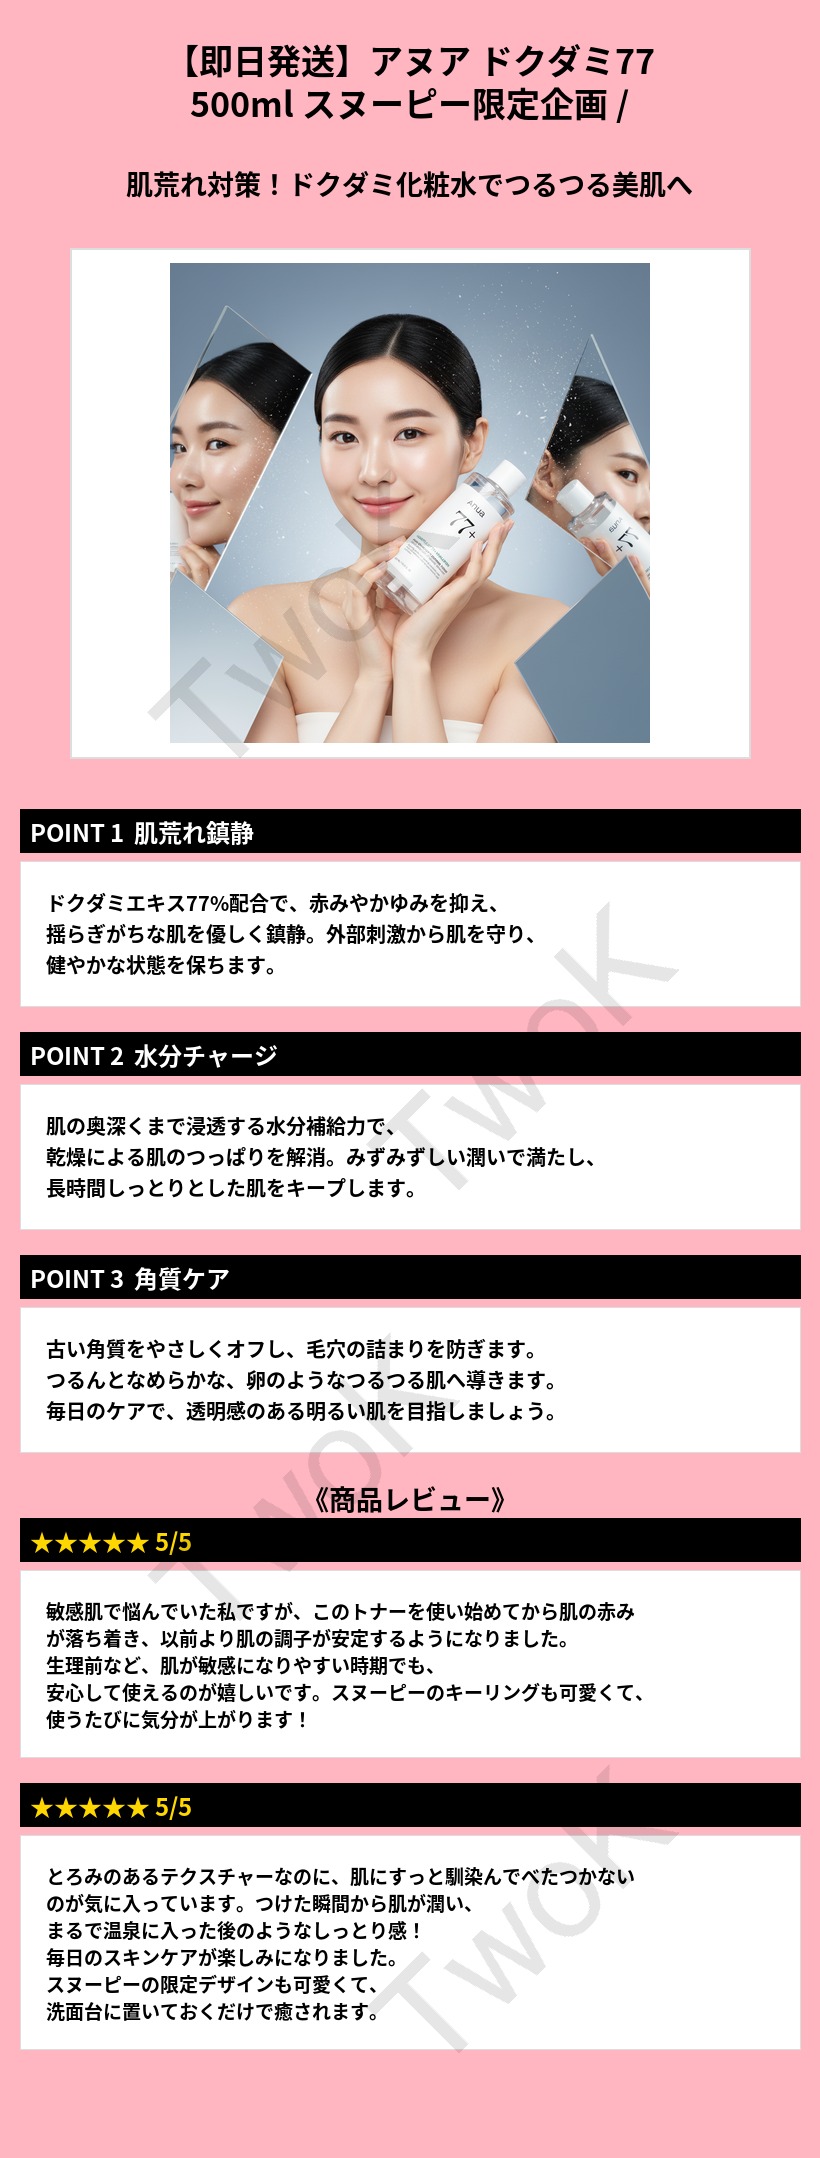 【即日発送】アヌア ドクダミ77
500ml スヌーピー限定企画 /
肌荒れ対策！ドクダミ化粧水でつるつる美肌へ
Anua
77+
TwoK
POINT 1 肌荒れ鎮静
ドクダミエキス77%配合で、赤みやかゆみを抑え、
揺らぎがちな肌を優しく鎮静。外部刺激から肌を守り、
健やかな状態を保ちます。
TwoK
POINT 2 水分チャージ
肌の奥深くまで浸透する水分補給力で、
乾燥による肌のつっぱりを解消。みずみずしい潤いで満たし、
長時間しっとりとした肌をキープします。
POINT 3 角質ケア
古い角質をやさしくオフし、毛穴の詰まりを防ぎます。
つるんとなめらかな、卵のようなつるつる肌へ導きます。
毎日のケアで、透明感のある明るい肌を目指しましょう。
TwoK
《商品レビュー》
★★★★★ 5/5
敏感肌で悩んでいた私ですが、このトナーを使い始めてから肌の赤み
が落ち着き、以前より肌の調子が安定するようになりました。
生理前など、肌が敏感になりやすい時期でも、
安心して使えるのが嬉しいです。スヌーピーのキーリングも可愛くて、
使うたびに気分が上がります！
★★★★★ 5/5
とろみのあるテクスチャーなのに、肌にすっと馴染んでべたつかない
のが気に入っています。つけた瞬間から肌が潤い、
まるで温泉に入った後のようなしっとり感！
毎日のスキンケアが楽しみになりました。
スヌーピーの限定デザインも可愛くて、
洗面台に置いておくだけで癒されます。
TwoK